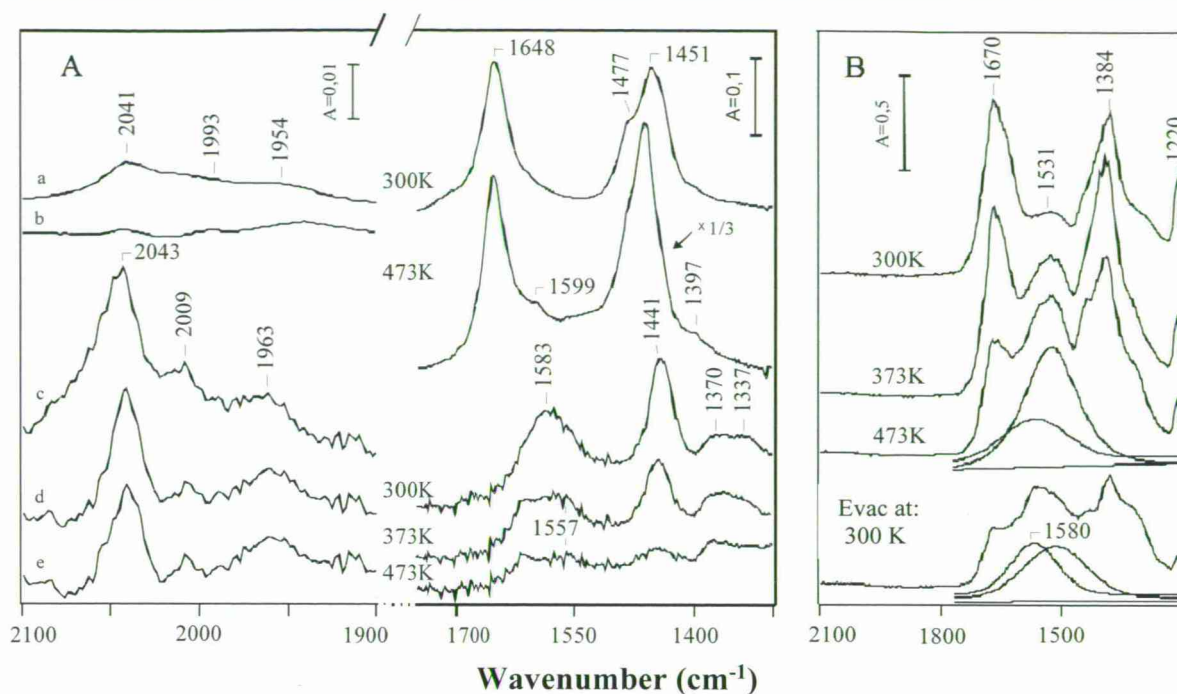 A
A=0,01
2041
1993
1954
a
b
2043
2009
1963
c
d
e
1648
1477
1451
A=0,1
300K
473K
x 1/3
1599
1397
1583
1441
1370
1337
300K
373K
1557
473K
B
A=0,5
1670
1531
1384
1220
300K
373K
473K
Evac at:
300 K
1580
2100 2000 1900 1700 1550 1400 2100 1800 1500
Wavenumber (cm-1)